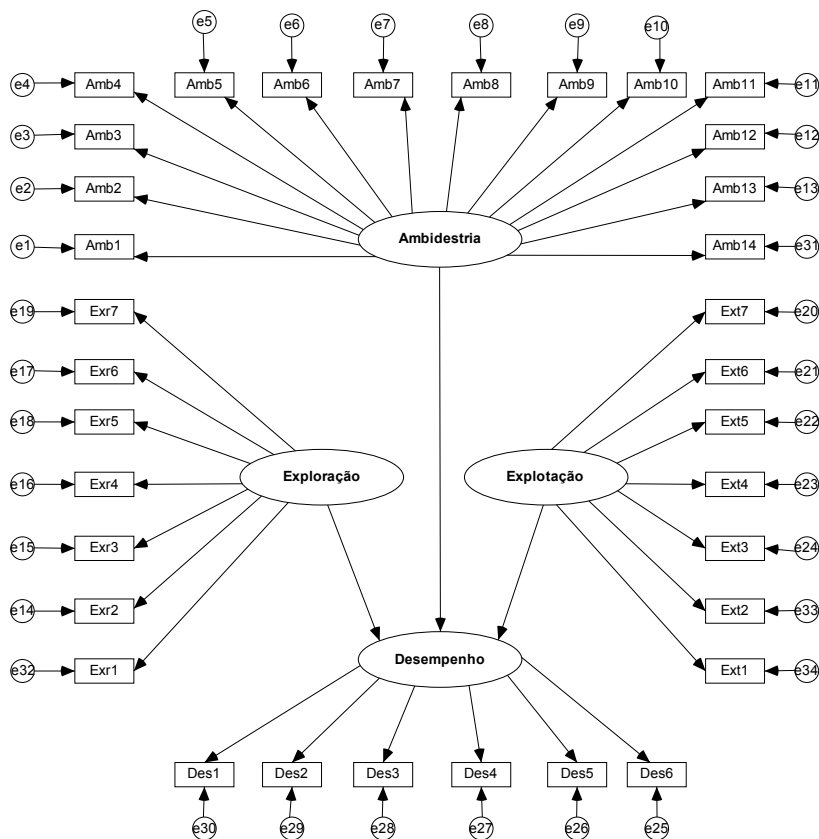 e5 e6 e7 e8 e9 e10
e4 Amb4 Amb5 Amb6 Amb7 Amb8 Amb9 Amb10 Amb11 e11
e3 Amb3 Amb12 e12
e2 Amb2 Amb13 e13
Ambidestria
e1 Amb1 Amb14 e31
e19 Exr7 Ext7 e20
e17 Exr6 Ext6 e21
e18 Exr5 Ext5 e22
Exploração Explotação
e16 Exr4 Ext4 e23
e15 Exr3 Ext3 e24
e14 Exr2 Ext2 e33
Desempenho
e32 Exr1 Ext1 e34
Des1 Des2 Des3 Des4 Des5 Des6
e30 e29 e28 e27 e26 e25